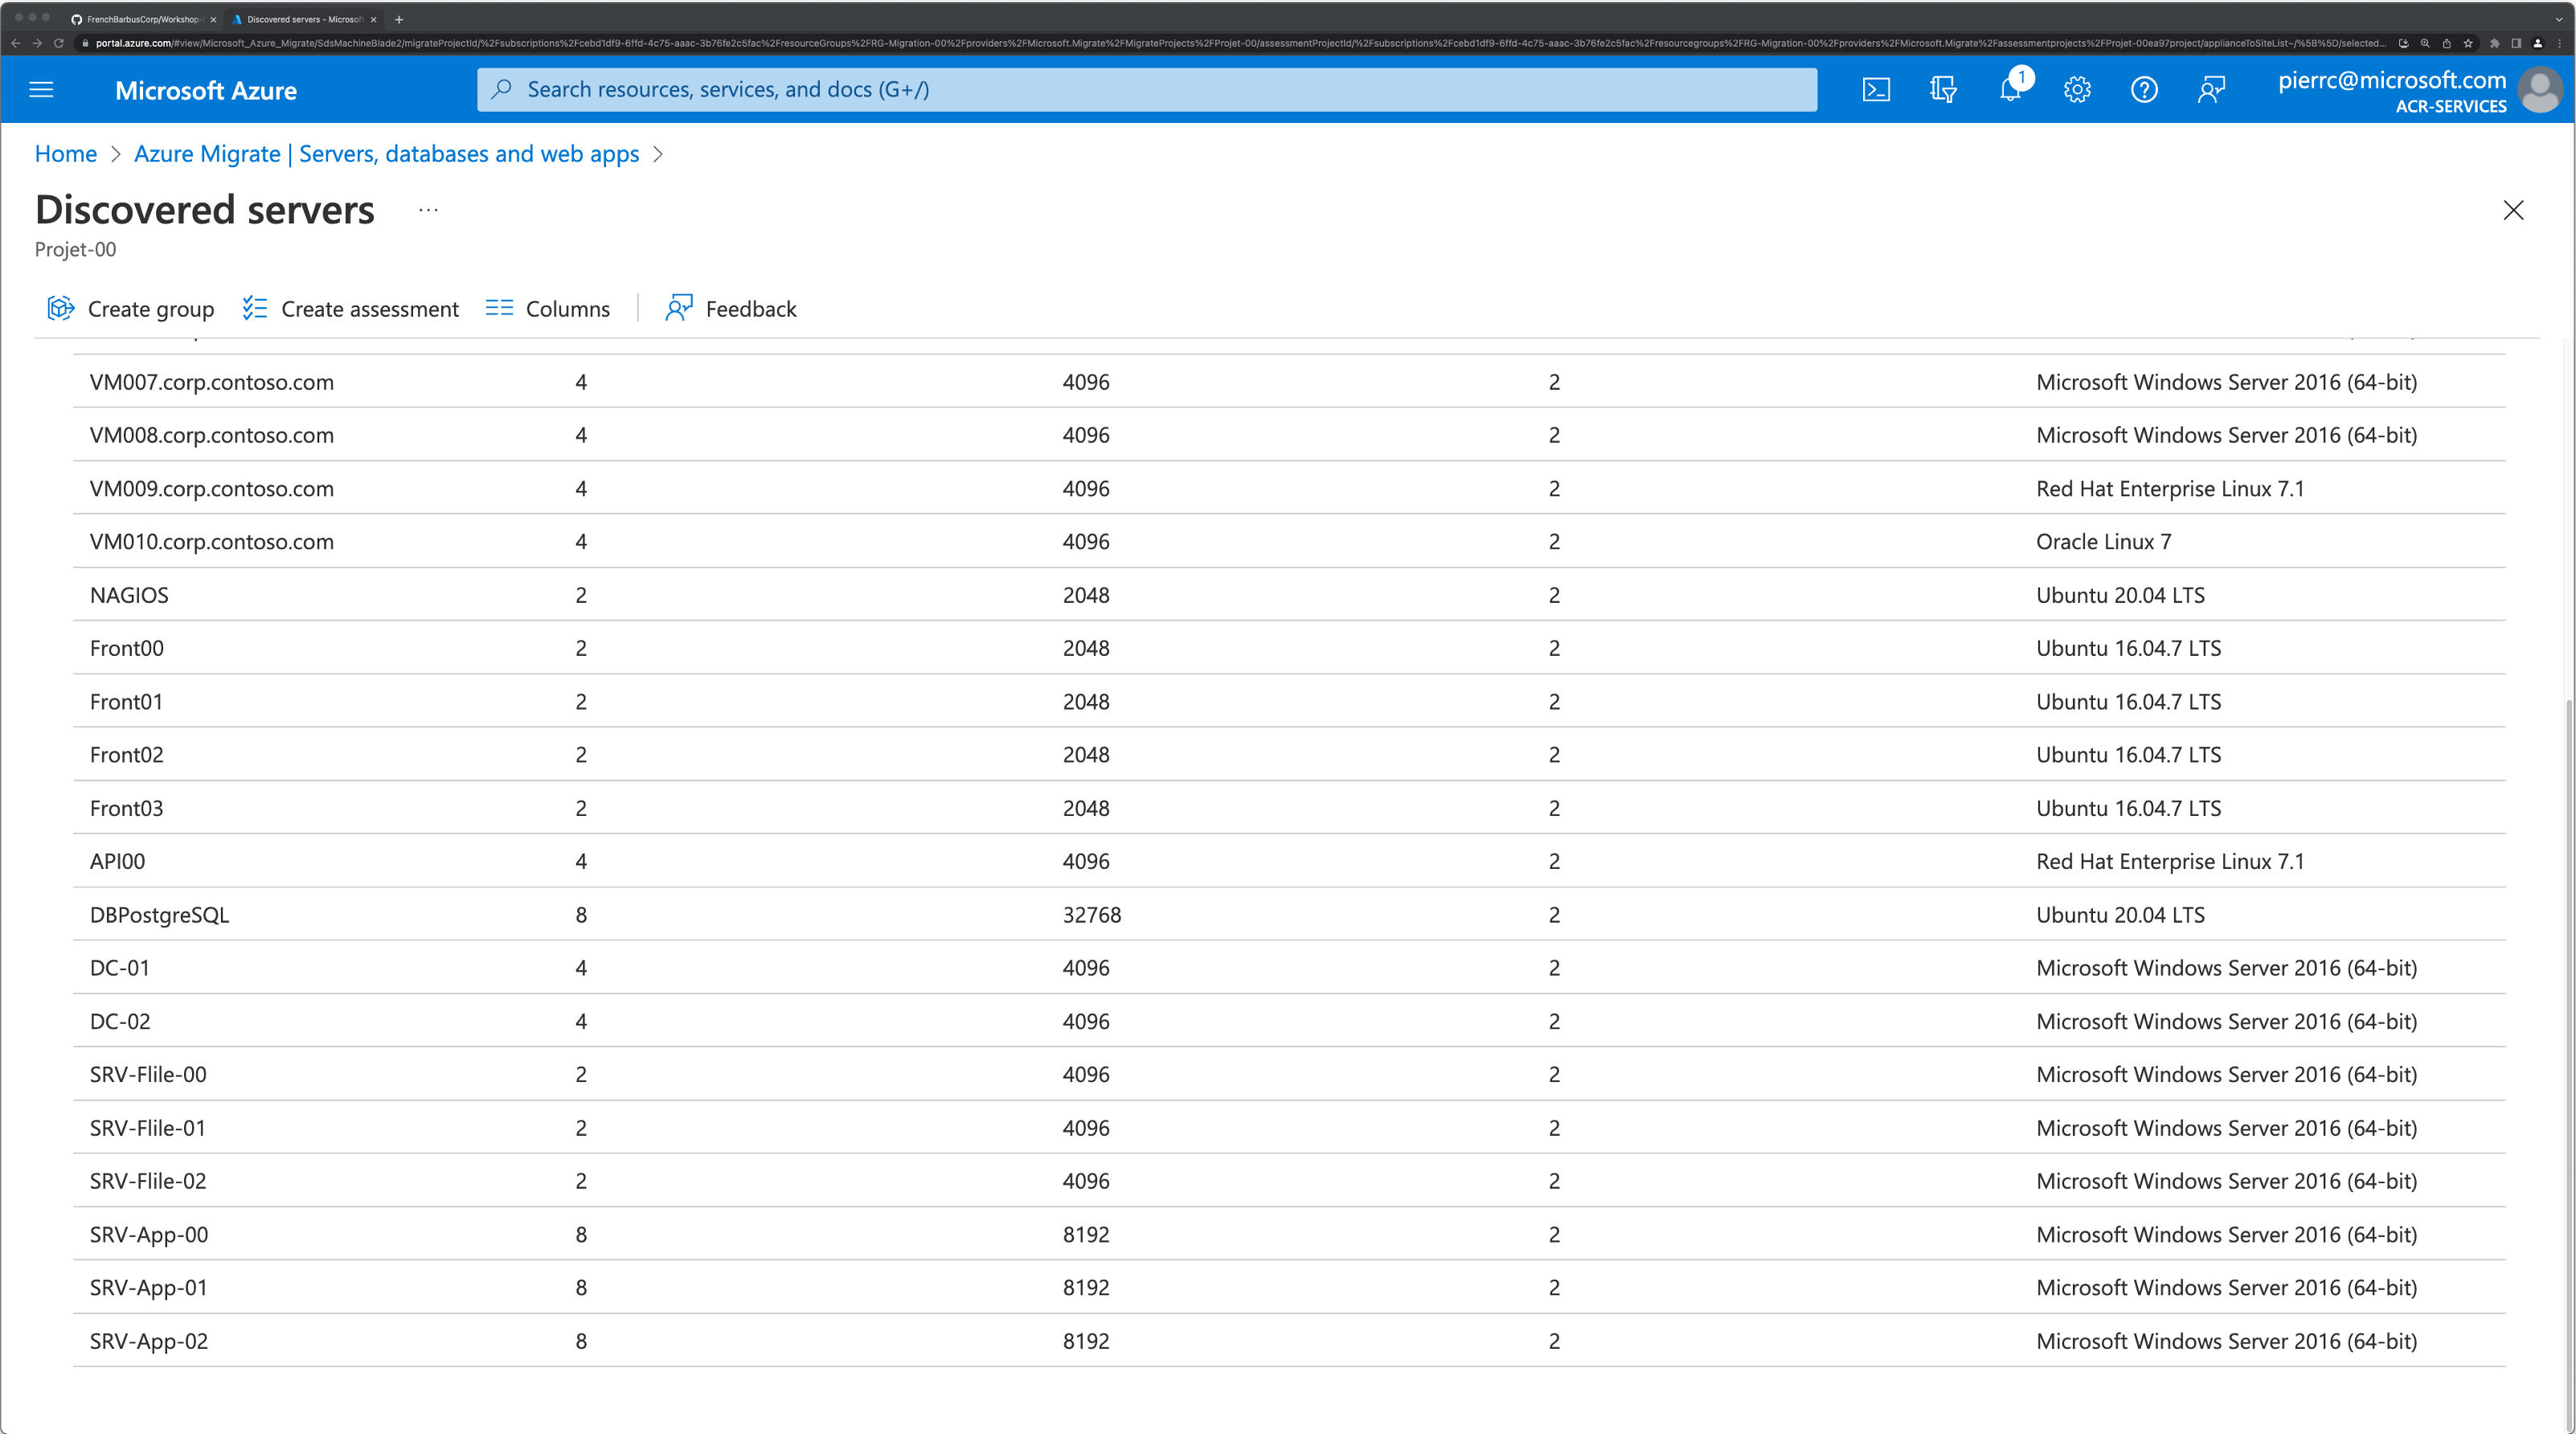 FrenchBarbusCorp/Workshop-
Discovered servers - Microsof
portal.azure.com/#view/Microsoft_Azure_Migrate/SdsMachineBlade2/migrateProjectId/%2Fsubscriptions%2Fcebd1df9-6ffd-4c75-aaac-3b76fe2c5fac%2FresourceGroups%2FRG-Migration-00%2Fproviders%2FMicrosoft.Migrate%2FMigrateProjects%2FProjet-00/assessmentProjectId/%2Fsubscriptions%2Fcebd1df9-6ffd-4c75-aaac-3b76fe2c5fac%2Fresourcegroups%2FRG-Migration-00%2Fproviders%2FMicrosoft.Migrate%2Fassessmentprojects%2FProjet-00ea97project/applianceToSiteList~/%5B%5D/selected...
Microsoft Azure
Search resources, services, and docs (G+/)
1
pierrc@microsoft.com
ACR-SERVICES
Home > Azure Migrate | Servers, databases and web apps >
Discovered servers ...
Projet-00
Create group Create assessment Columns Feedback
VM007.corp.contoso.com 4 4096 2 Microsoft Windows Server 2016 (64-bit)
VM008.corp.contoso.com 4 4096 2 Microsoft Windows Server 2016 (64-bit)
VM009.corp.contoso.com 4 4096 2 Red Hat Enterprise Linux 7.1
VM010.corp.contoso.com 4 4096 2 Oracle Linux 7
NAGIOS 2 2048 2 Ubuntu 20.04 LTS
Front00 2 2048 2 Ubuntu 16.04.7 LTS
Front01 2 2048 2 Ubuntu 16.04.7 LTS
Front02 2 2048 2 Ubuntu 16.04.7 LTS
Front03 2 2048 2 Ubuntu 16.04.7 LTS
API00 4 4096 2 Red Hat Enterprise Linux 7.1
DBPostgreSQL 8 32768 2 Ubuntu 20.04 LTS
DC-01 4 4096 2 Microsoft Windows Server 2016 (64-bit)
DC-02 4 4096 2 Microsoft Windows Server 2016 (64-bit)
SRV-Flile-00 2 4096 2 Microsoft Windows Server 2016 (64-bit)
SRV-Flile-01 2 4096 2 Microsoft Windows Server 2016 (64-bit)
SRV-Flile-02 2 4096 2 Microsoft Windows Server 2016 (64-bit)
SRV-App-00 8 8192 2 Microsoft Windows Server 2016 (64-bit)
SRV-App-01 8 8192 2 Microsoft Windows Server 2016 (64-bit)
SRV-App-02 8 8192 2 Microsoft Windows Server 2016 (64-bit)